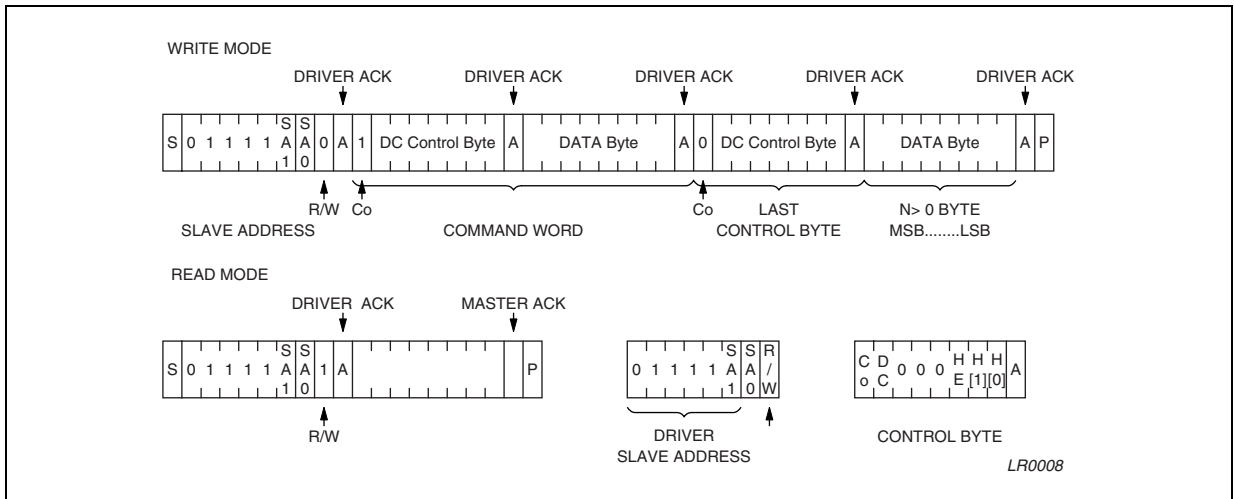 WRITE MODE
DRIVER ACK DRIVER ACK DRIVER ACK DRIVER ACK DRIVER ACK
S 0 1 1 1 1 SA1 SA0 0 A 1 DC Control Byte A DATA Byte A 0 DC Control Byte A DATA Byte A P
R/W Co Co LAST N> 0 BYTE
SLAVE ADDRESS COMMAND WORD CONTROL BYTE MSB........LSB
READ MODE
DRIVER ACK MASTER ACK
S 0 1 1 1 1 SA1 SA0 1 A P
0 1 1 1 1 SA1 SA0 R/W
Co DC 0 0 0 HE H[1] H[0] A
R/W DRIVER CONTROL BYTE
SLAVE ADDRESS
LR0008